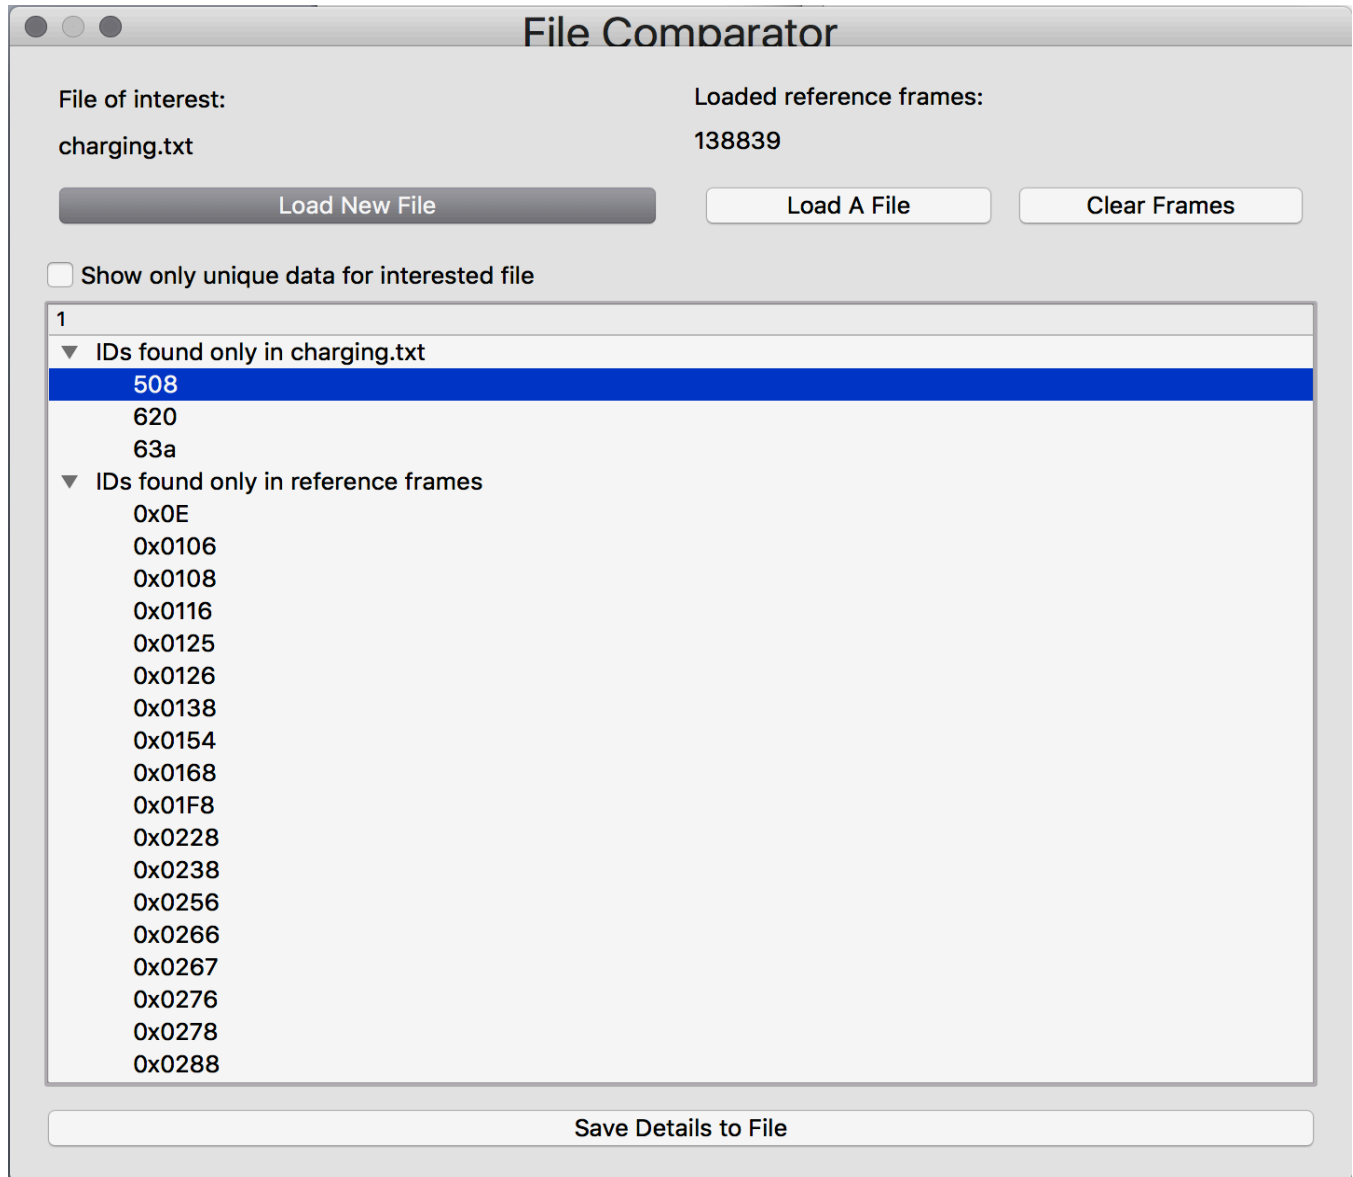 File Comparator
File of interest:
Loaded reference frames:
charging.txt
138839
Load New File
Load A File
Clear Frames
Show only unique data for interested file
1
IDs found only in charging.txt
508
620
63a
IDs found only in reference frames
0x0E
0x0106
0x0108
0x0116
0x0125
0x0126
0x0138
0x0154
0x0168
0x01F8
0x0228
0x0238
0x0256
0x0266
0x0267
0x0276
0x0278
0x0288
Save Details to File